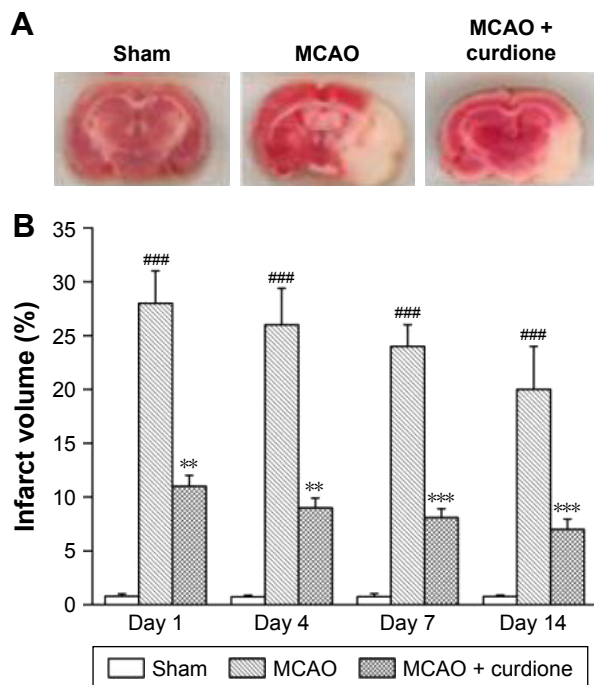 A
Sham
MCAO
MCAO +
curdione
B
Infarct volume (%)
35
30
25
20
15
10
5
0
###
**
###
**
###
***
###
***
Day 1
Day 4
Day 7
Day 14
Sham
MCAO
MCAO + curdione